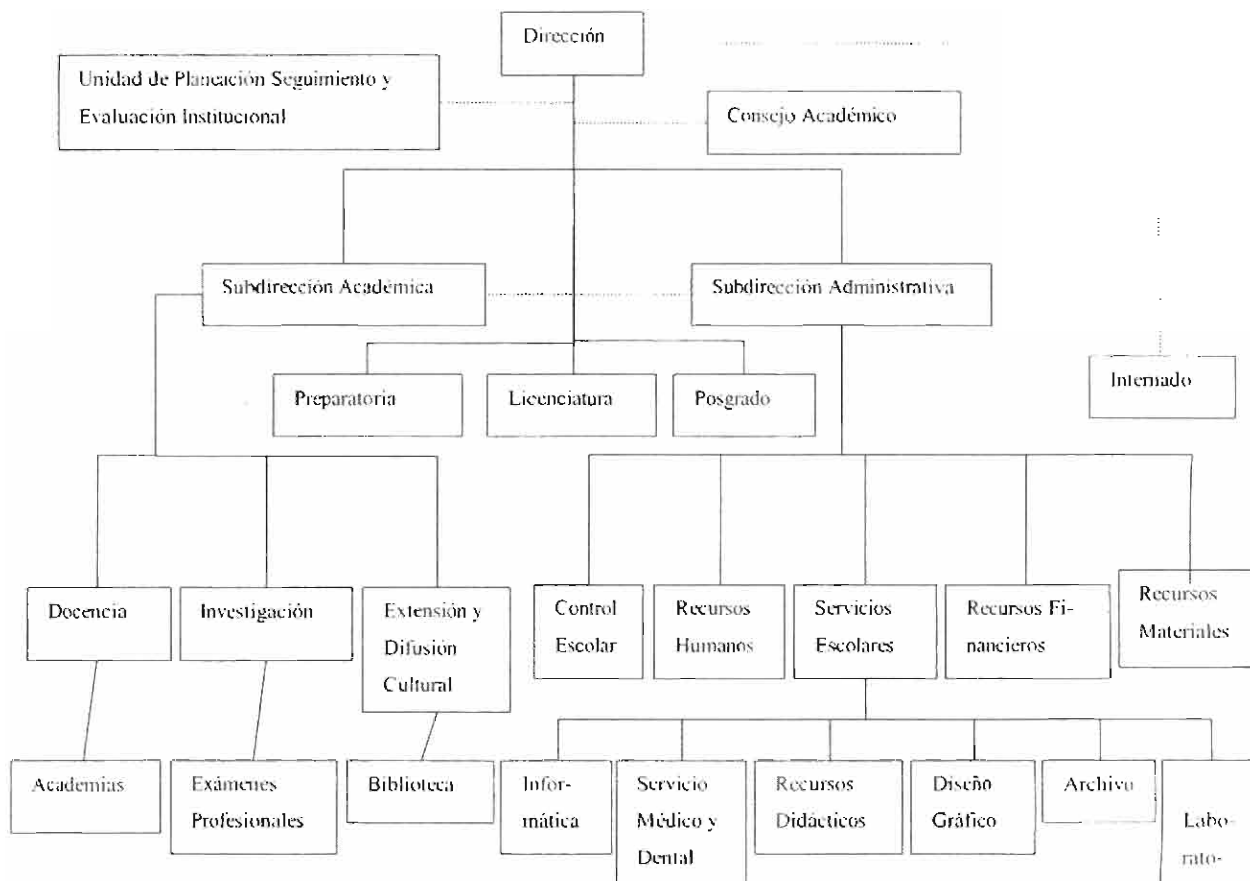 Dirección
Unidad de Planeación Seguimiento y
Evaluación Institucional
Consejo Académico
Subdirección Académica
Subdirección Administrativa
Preparatoria
Licenciatura
Posgrado
Internado
Docencia
Investigación
Extensión y
Difusión
Cultural
Control
Escolar
Recursos
Humanos
Servicios
Escolares
Recursos Fi-
nancieros
Recursos
Materiales
Academias
Exámenes
Profesionales
Biblioteca
Infor-
mática
Servicio
Médico y
Dental
Recursos
Didácticos
Diseño
Gráfico
Archivo
Labo-
rato-